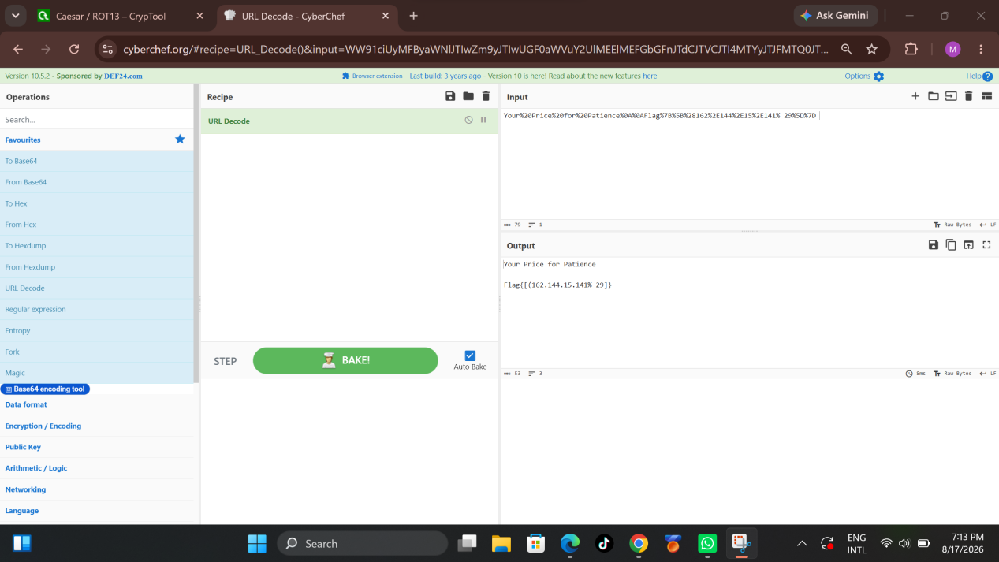 Caesar / ROT13 – CrypTool
URL Decode - CyberChef
Ask Gemini
cyberchef.org/#recipe=URL_Decode()&input=WW91ciUyMFByaWNlJTIwZm9yJTIwUGF0aWVuY2UlMEElMEFGbGFnJTdCJTVCJTI4MTYyJTJFMTQ0JT...
M
Version 10.5.2 - Sponsored by DEF24.com
Browser extension
Last build: 3 years ago - Version 10 is here! Read about the new features here
Options
Help
Operations
Recipe
Input
Search...
URL Decode
Your%20Price%20for%20Patience%0A%0AFlag%7B%5B%28162%2E144%2E15%2E141% 29%5D%7D
Favourites
To Base64
From Base64
To Hex
From Hex
To Hexdump
From Hexdump
URL Decode
Regular expression
Entropy
Fork
Magic
Base64 encoding tool
Data format
Encryption / Encoding
Public Key
Arithmetic / Logic
Networking
Language
79
1
Raw Bytes
LF
Output
Your Price for Patience
Flag{[(162.144.15.141% 29]}
STEP
BAKE!
Auto Bake
53
3
8ms
Raw Bytes
LF
Search
ENG
INTL
7:13 PM
8/17/2026